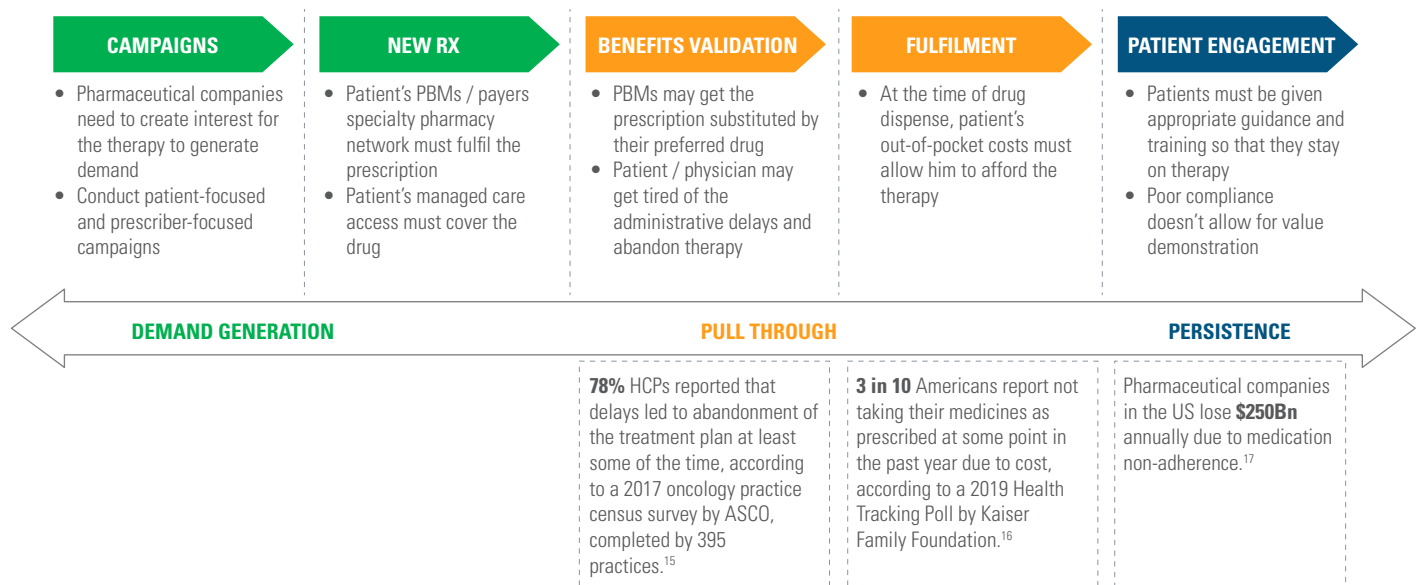 CAMPAIGNS
• Pharmaceutical companies
need to create interest for
the therapy to generate
demand
• Conduct patient-focused
and prescriber-focused
campaigns
NEW RX
• Patient's PBMs / payers
specialty pharmacy
network must fulfil the
prescription
• Patient's managed care
access must cover the
drug
BENEFITS VALIDATION
• PBMs may get the
prescription substituted by
their preferred drug
• Patient / physician may
get tired of the
administrative delays and
abandon therapy
FULFILMENT
• At the time of drug
dispense, patient's
out-of-pocket costs must
allow him to afford the
therapy
PATIENT ENGAGEMENT
• Patients must be given
appropriate guidance and
training so that they stay
on therapy
• Poor compliance
doesn't allow for value
demonstration
DEMAND GENERATION
PULL THROUGH
PERSISTENCE
78% HCPs reported that
delays led to abandonment of
the treatment plan at least
some of the time, according
to a 2017 oncology practice
census survey by ASCO,
completed by 395
practices.15
3 in 10 Americans report not
taking their medicines as
prescribed at some point in
the past year due to cost,
according to a 2019 Health
Tracking Poll by Kaiser
Family Foundation.16
Pharmaceutical companies
in the US lose $250Bn
annually due to medication
non-adherence.17